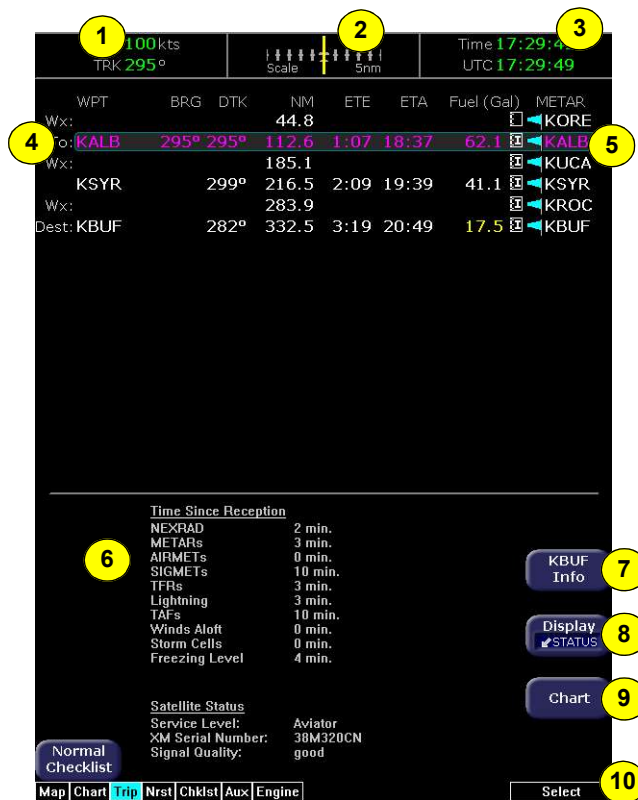 1 2 3
100 kts Time 17:29:4
TRK 295° Scale 5nm UTC 17:29:49
WPT BRG DTK NM ETE ETA Fuel (Gal) METAR
Wx: 44.8 KORE
4 To: KALB 295° 295° 112.6 1:07 18:37 62.1 I KALB 5
Wx: 185.1 I KUCA
KSYR 299° 216.5 2:09 19:39 41.1 I KSYR
Wx: 283.9 I KROC
Dest: KBUF 282° 332.5 3:19 20:49 17.5 I KBUF
Time Since Reception
NEXRAD 2 min.
METARs 3 min.
AIRMETs 0 min.
SIGMETs 10 min.
TFRs 3 min.
Lightning 3 min.
TAFs 10 min.
Winds Aloft 0 min.
Storm Cells 0 min.
Freezing Level 4 min.
6
KBUF
Info
7
Display
STATUS
8
Chart
9
Satellite Status
Service Level: Aviator
XM Serial Number: 38M320CN
Signal Quality: good
Normal
Checklist
Map Chart Trip Nrst Chklst Aux Engine Select
10